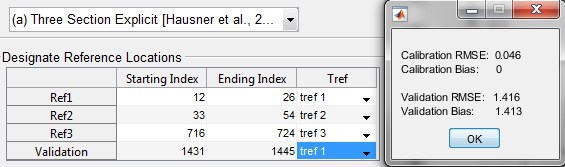 (a) Three Section Explicit [Hausner et al., 2...
Designate Reference Locations
Starting Index Ending Index Tref
Ref1 12 26 tref 1
Ref2 33 54 tref 2
Ref3 716 724 tref 3
Validation 1431 1445 tref 1
Calibration RMSE: 0.046
Calibration Bias: 0
Validation RMSE: 1.416
Validation Bias: 1.413
OK